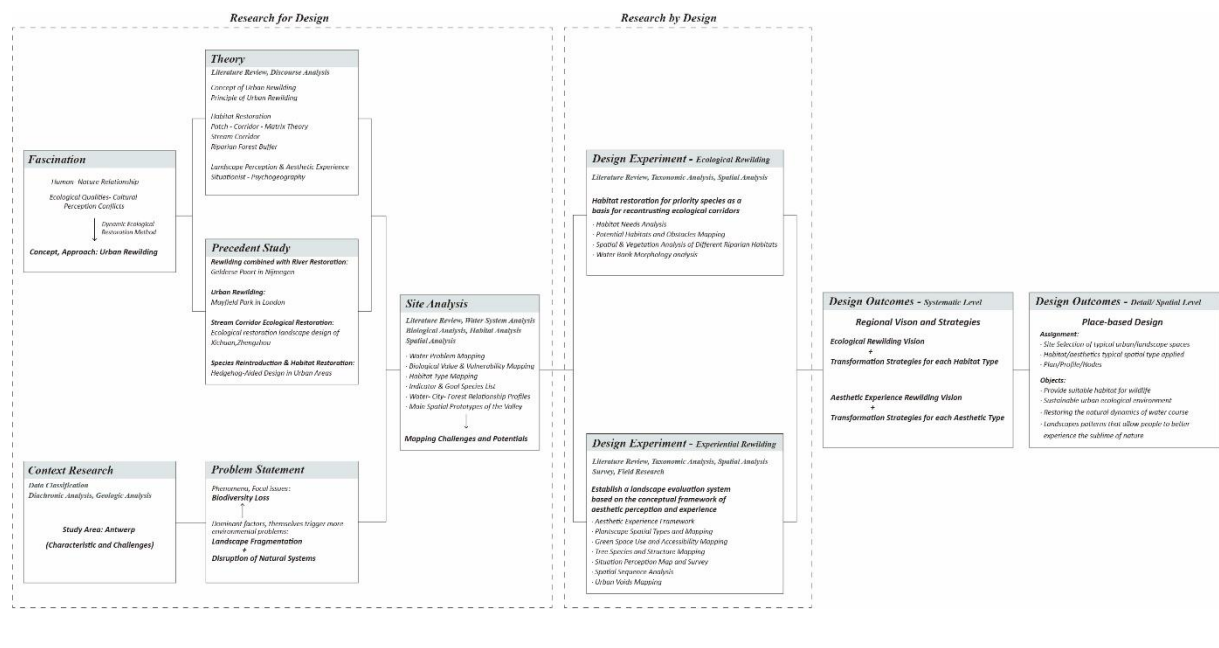 Research for Design
Research by Design
Theory
Literature Review, Discourse Analysis
Concept of Urban Rewilding
Principle of Urban Rewilding
Habitat Restoration
Patch - Corridor - Matrix Theory
Stream Corridor
Riparian Forest Buffer
Landscape Perception & Aesthetic Experience
Situationist - Psychogeography
Fascination
Human Nature Relationship
Ecological Qualities- Cultural
Perception Conflicts
Dynamic Ecological
Restoration Method
Concept, Approach: Urban Rewilding
Precedent Study
Rewilding combined with River Restoration:
Geldense Poort in Nijmegen
Urban Rewilding:
Mayfield Park in London
Stream Corridor Ecological Restoration:
Ecological restoration landscape design of
Xichuan,Zhengzhou
Species Reintroduction & Habitat Restoration:
Hedgehog-Aided Design in Urban Areas
Context Research
Data Classification
Diachronic Analysis, Geologic Analysis
Study Area: Antwerp
(Characteristic and Challenges)
Problem Statement
Phenomena, Focal issues:
Biodiversity Loss
Dominant factors, themselves trigger more
environmental problems:
Landscape Fragmentation
+
Disruption of Natural Systems
Site Analysis
Literature Review, Water System Analysis
Biological Analysis, Habitat Analysis
Spatial Analysis
· Water Problem Mapping
· Biological Value & Vulnerability Mapping
· Habitat Type Mapping
· Indicator & Goal Species List
· Water- City- Forest Relationship Profiles
· Main Spatial Prototypes of the Valley
Mapping Challenges and Potentials
Design Experiment - Ecological Rewilding
Literature Review, Taxonomic Analysis, Spatial Analysis
Habitat restoration for priority species as a
basis for recontrusting ecological corridors
· Habitat Needs Analysis
· Potential Habitats and Obstacles Mapping
· Spatial & Vegetation Analysis of Different Riparian Habitats
· Water Bank Morphology analysis
Design Experiment - Experiential Rewilding
Literature Review, Taxonomic Analysis, Spatial Analysis
Survey, Field Research
Establish a landscape evaluation system
based on the conceptual framework of
aesthetic perception and experience
· Aesthetic Experience Framework
· Plantscape Spatial Types and Mapping
· Green Space Use and Accessibility Mapping
· Tree Species and Structure Mapping
· Situation Perception Map and Survey
· Spatial Sequence Analysis
· Urban Voids Mapping
Design Outcomes - Systematic Level
Regional Vison and Strategies
Ecological Rewilding Vision
+
Transformation Strategies for each Habitat Type
Aesthetic Experience Rewilding Vision
+
Transformation Strategies for each Aesthetic Type
Design Outcomes - Detail/ Spatial Level
Place-based Design
Assignment:
· Site Selection of typical urban/landscape spaces
· Habitat/aesthetics typical spatial type applied
· Plan/Profile/Nodes
Objects:
· Provide suitable habitat for wildlife
· Sustainable urban ecological environment
· Restoring the natural dynamics of water course
· Landscapes patterns that allow people to better
experience the sublime of nature